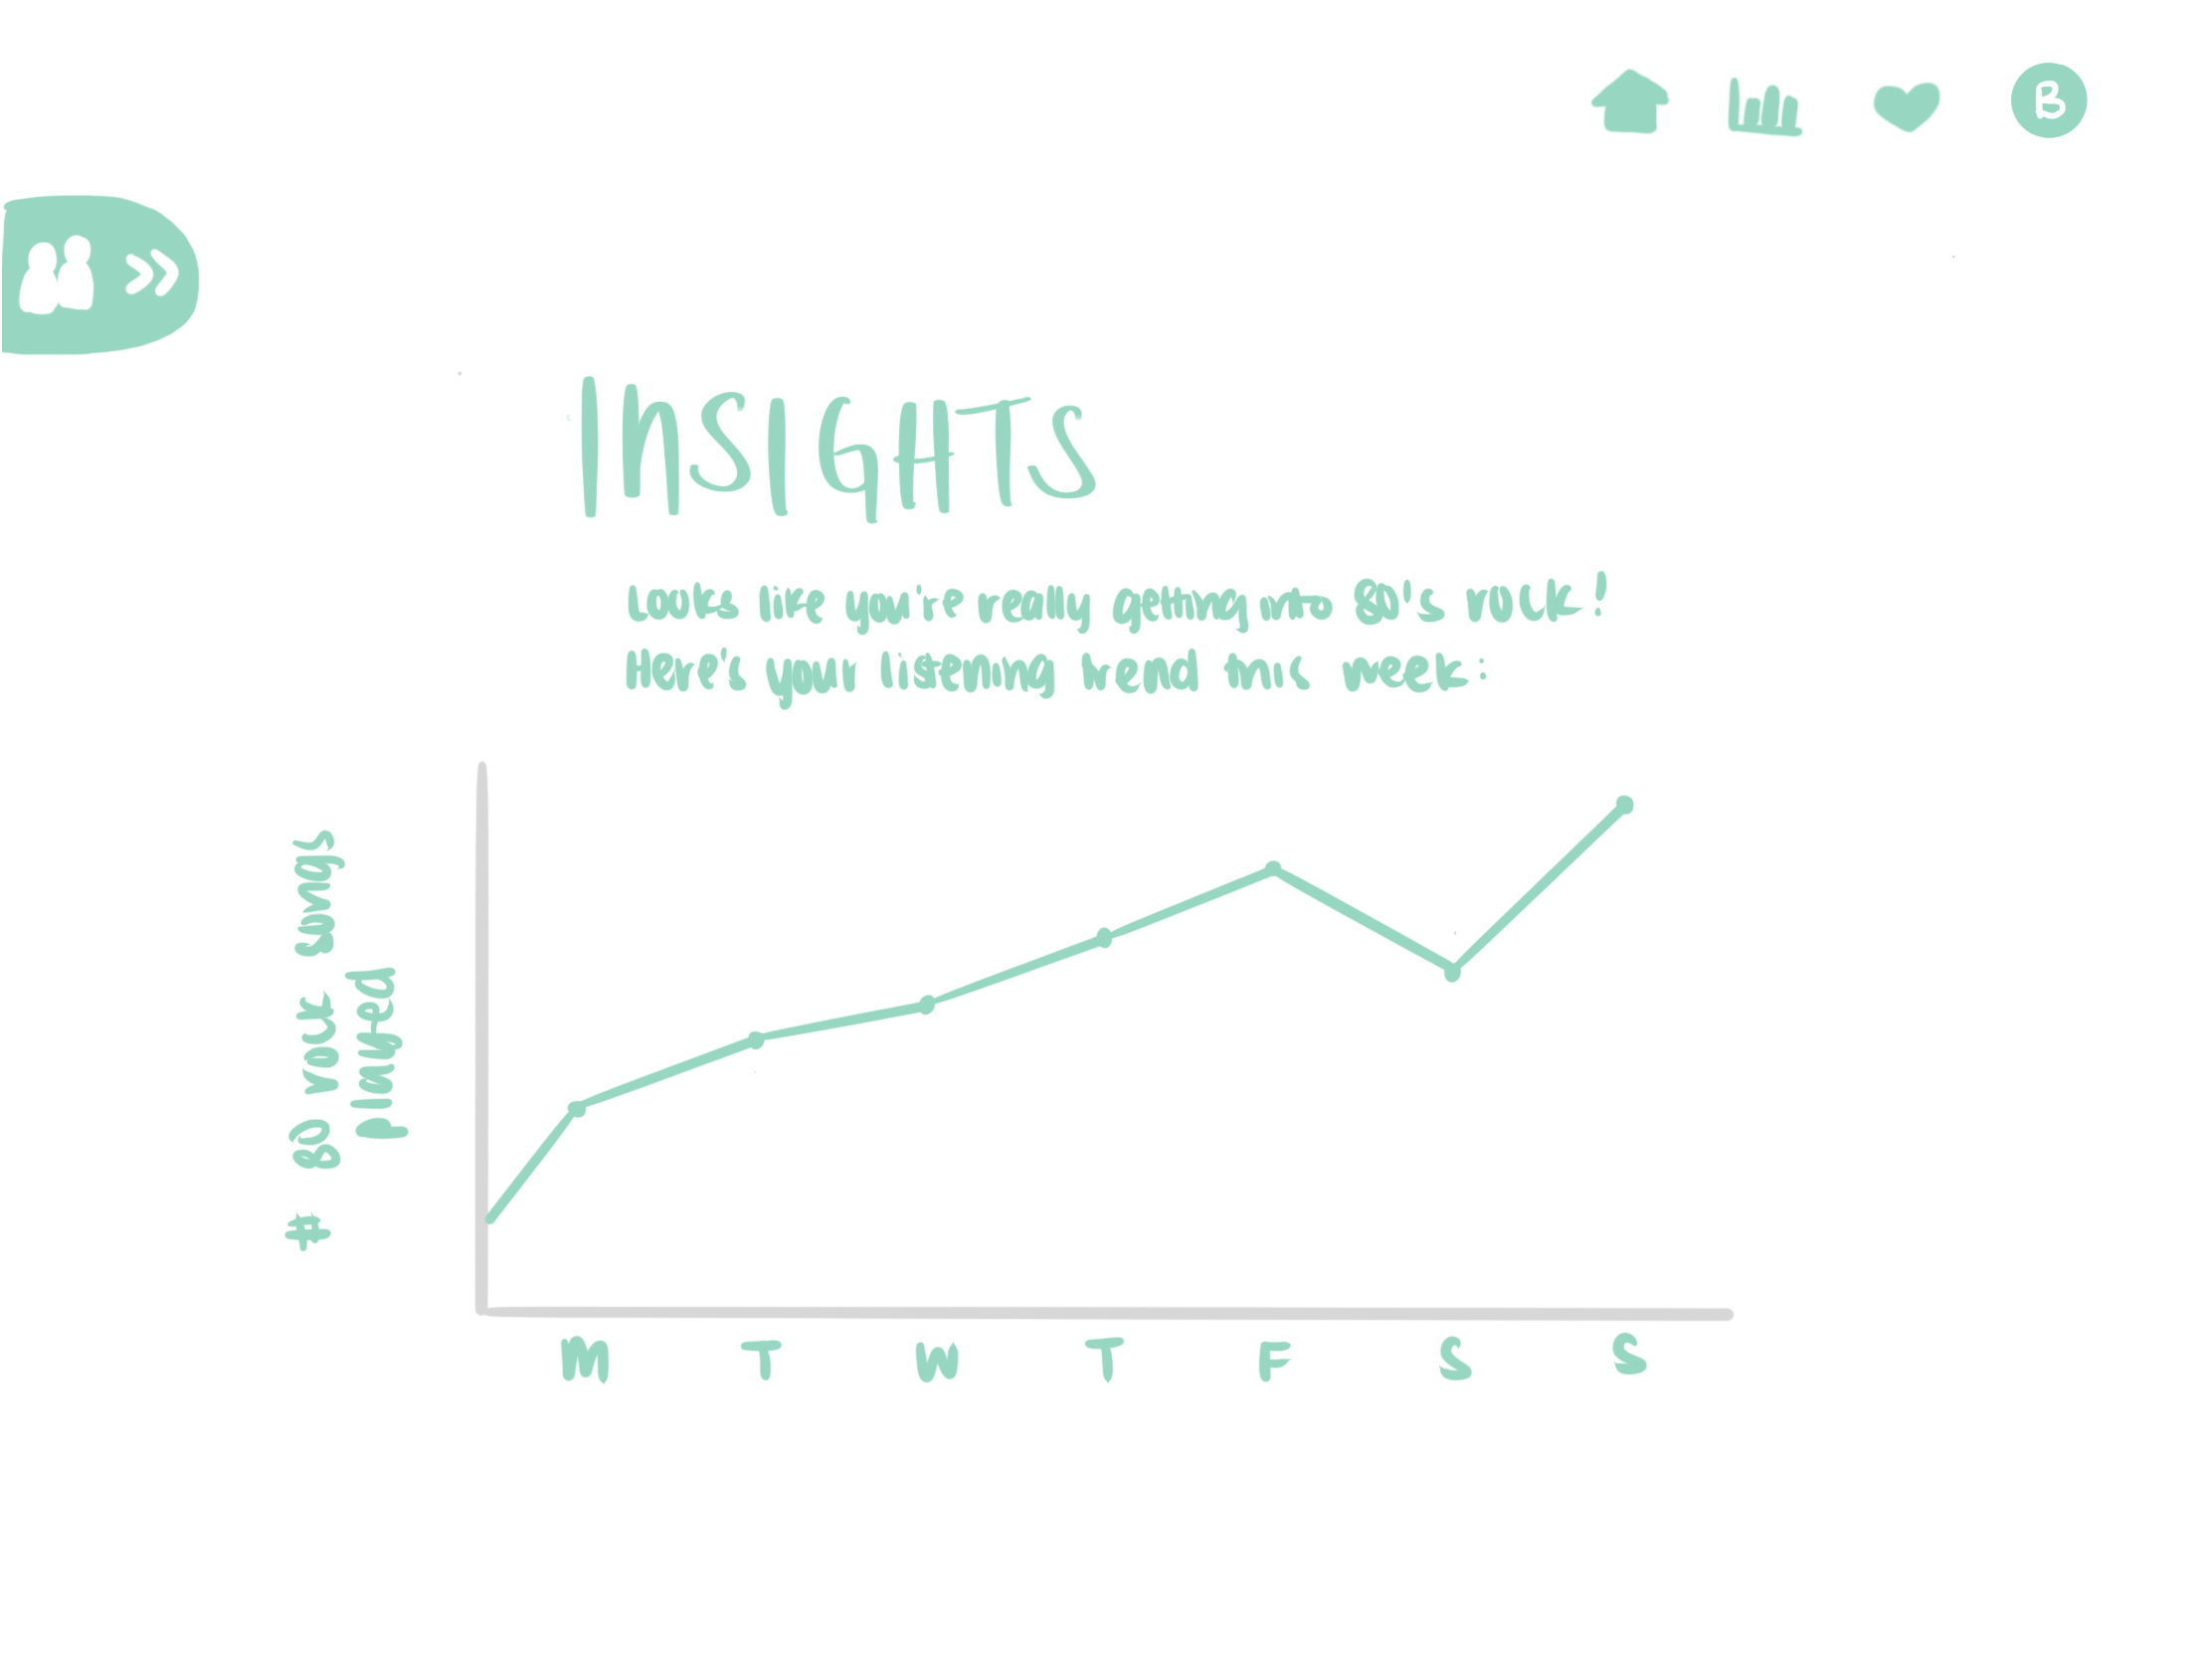 B
INSIGHTS
Looks like you're really getting into 80's rock!
Here's your listening trend this week:
# 80's rock songs
played
M T W T F S S